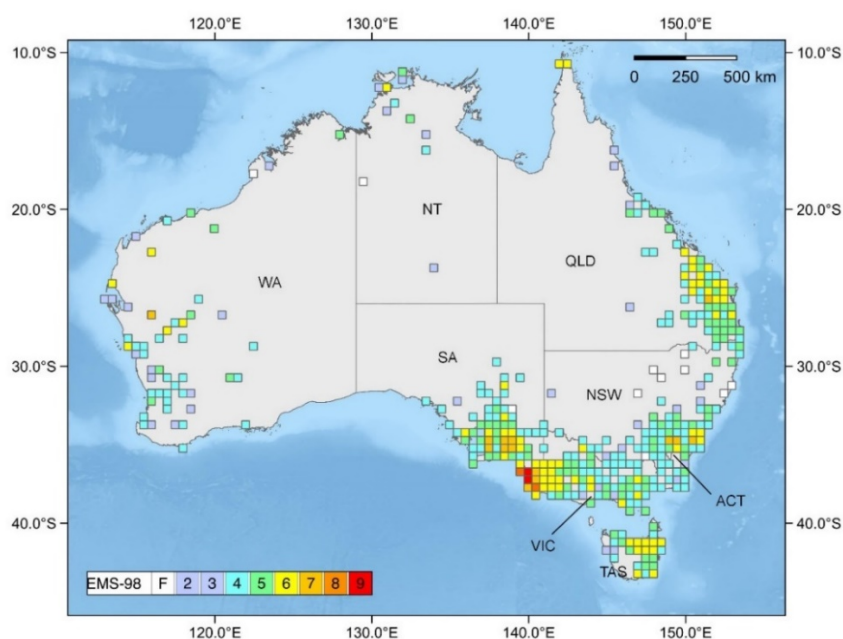 120.0°E 130.0°E 140.0°E 150.0°E
10.0°S 10.0°S
0 250 500 km
NT
20.0°S 20.0°S
QLD
WA
SA
30.0°S 30.0°S
NSW
ACT
40.0°S 40.0°S
VIC
TAS
EMS-98 F 2 3 4 5 6 7 8 9
120.0°E 130.0°E 140.0°E 150.0°E